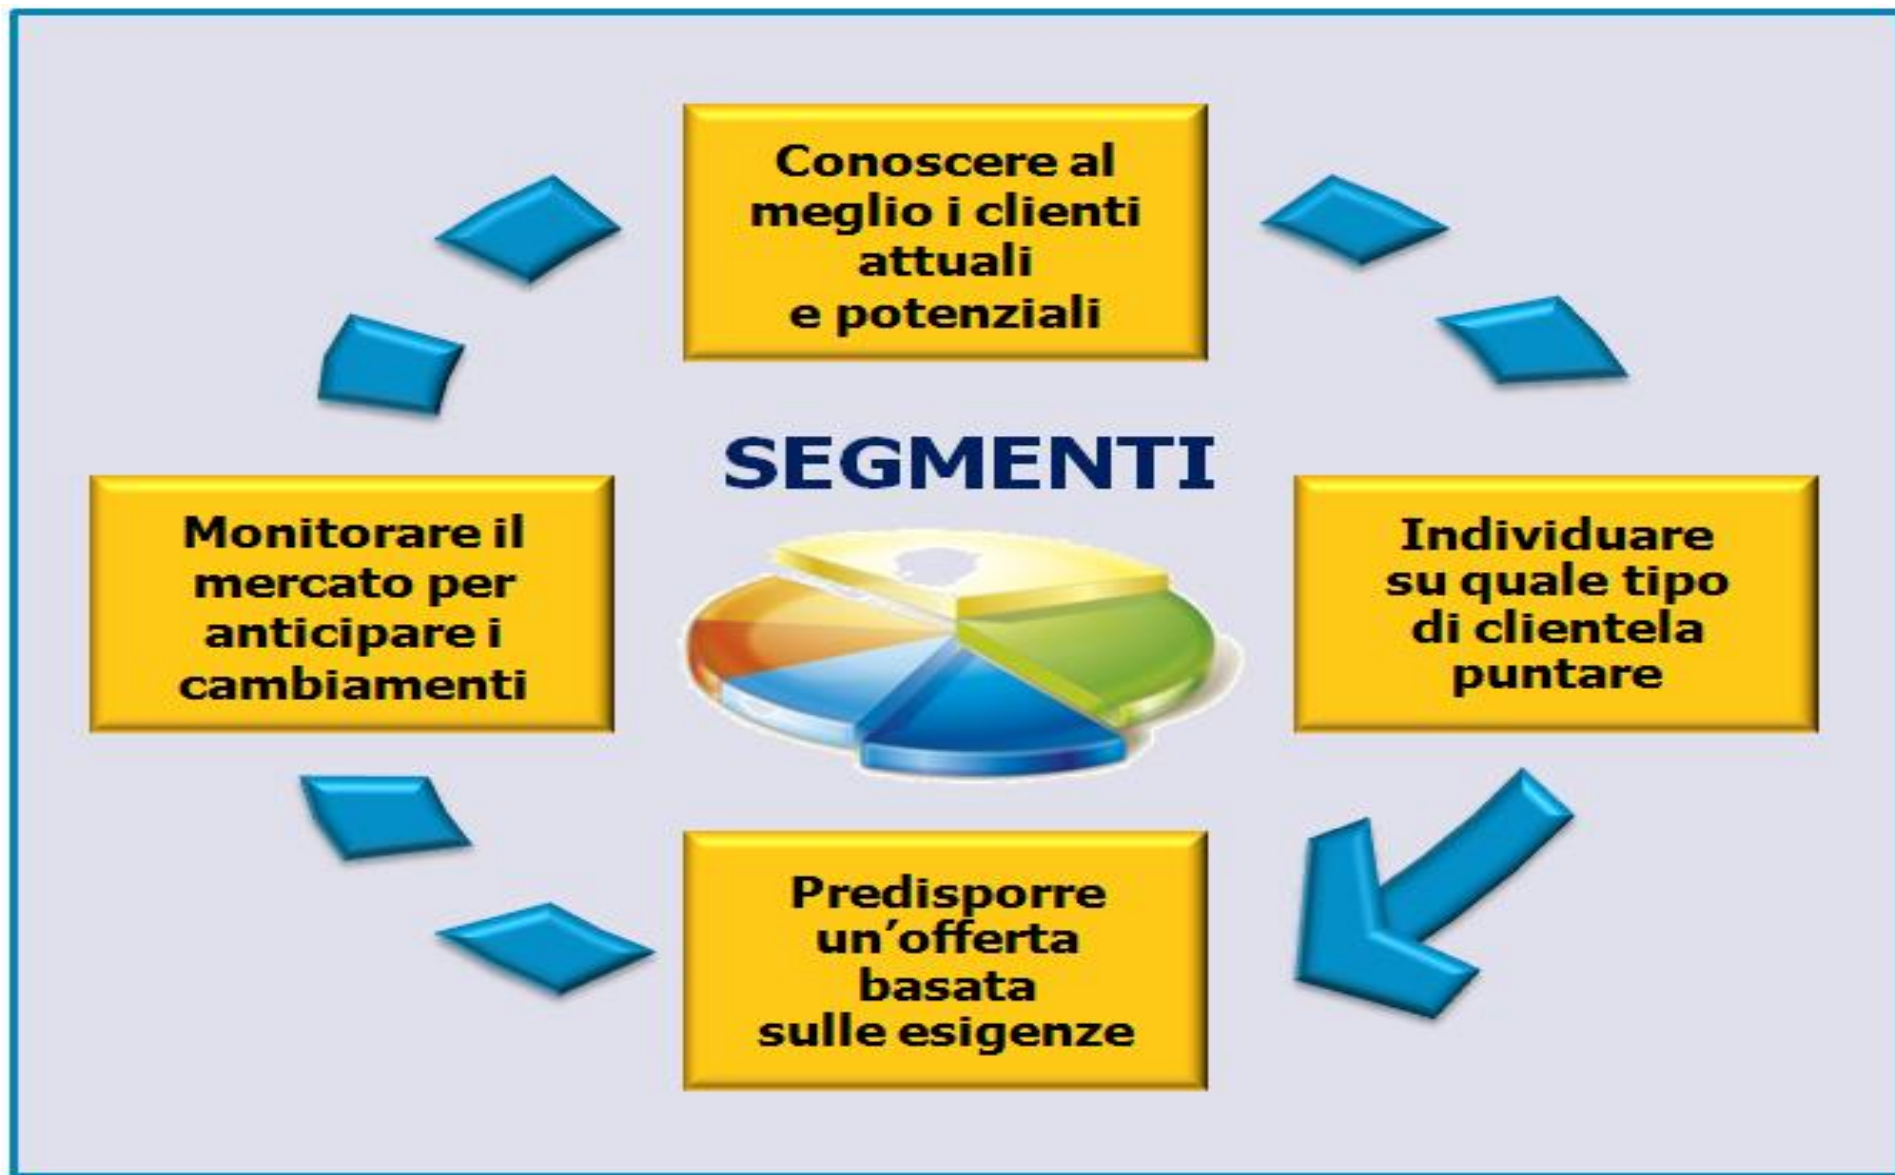 Conoscere al
meglio i clienti
attuali
e potenziali
SEGMENTI
Monitorare il
mercato per
anticipare i
cambiamenti
Individuare
su quale tipo
di clientela
puntare
Predisporre
un’offerta
basata
sulle esigenze